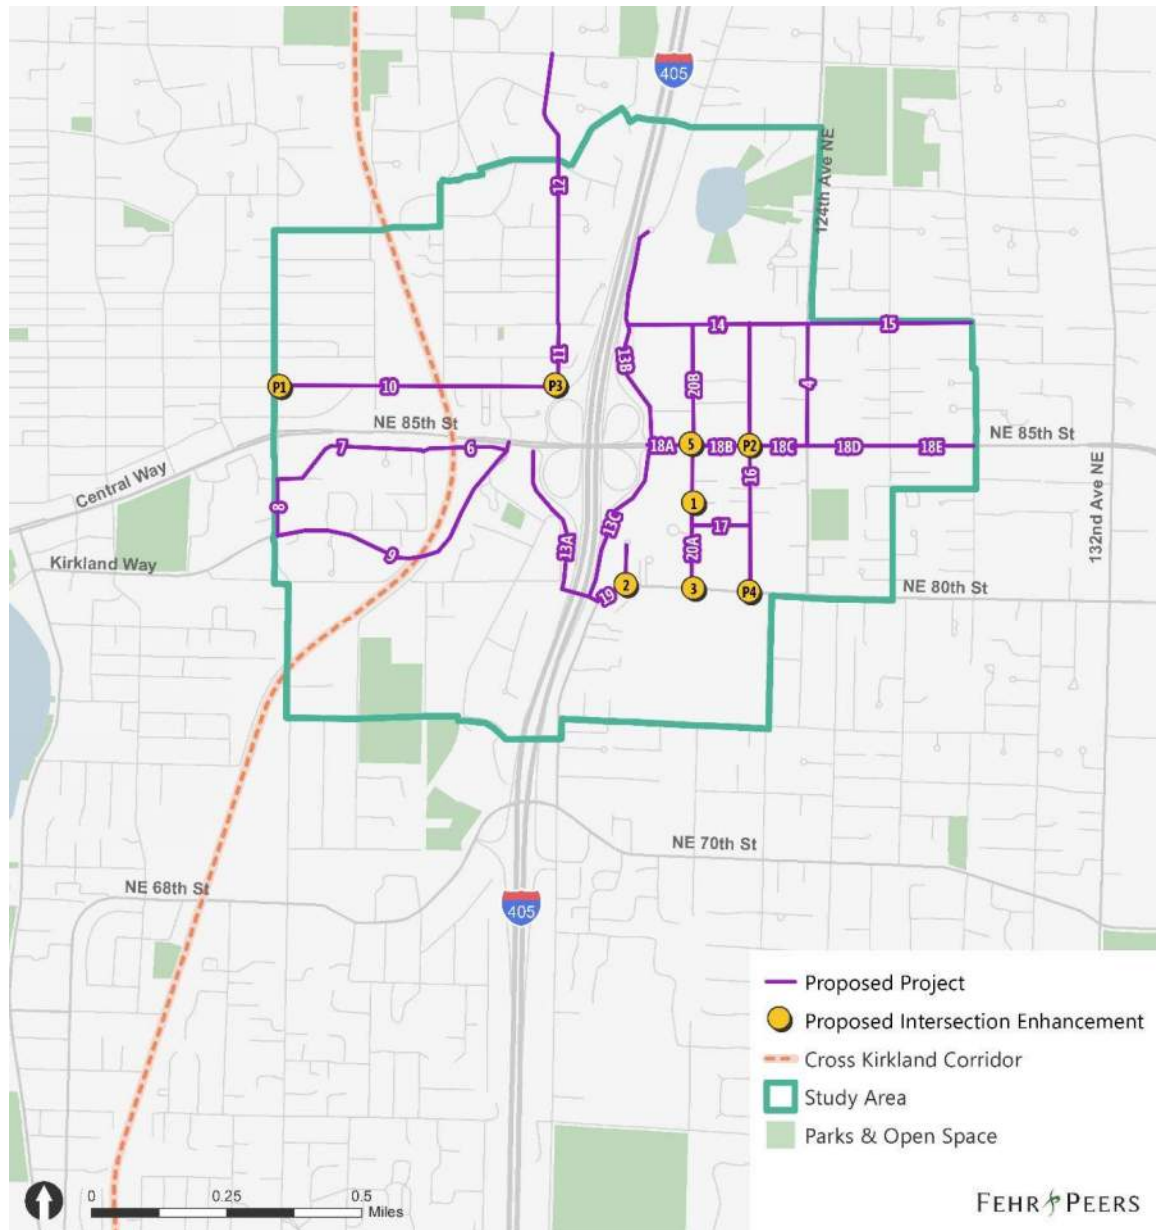 405
124th Ave NE
12
14
15
11
13B
P1
10
P3
20B
4
NE 85th St
7
6
18A
5
18B
P2
18C
18D
18E
NE 85th St
Central Way
16
8
1
13C
17
132nd Ave NE
9
13A
20A
Kirkland Way
2
3
P4
19
NE 80th St
NE 70th St
NE 68th St
405
Proposed Project
Proposed Intersection Enhancement
Cross Kirkland Corridor
Study Area
Parks & Open Space
0 0.25 0.5
Miles
FEHR PEERS